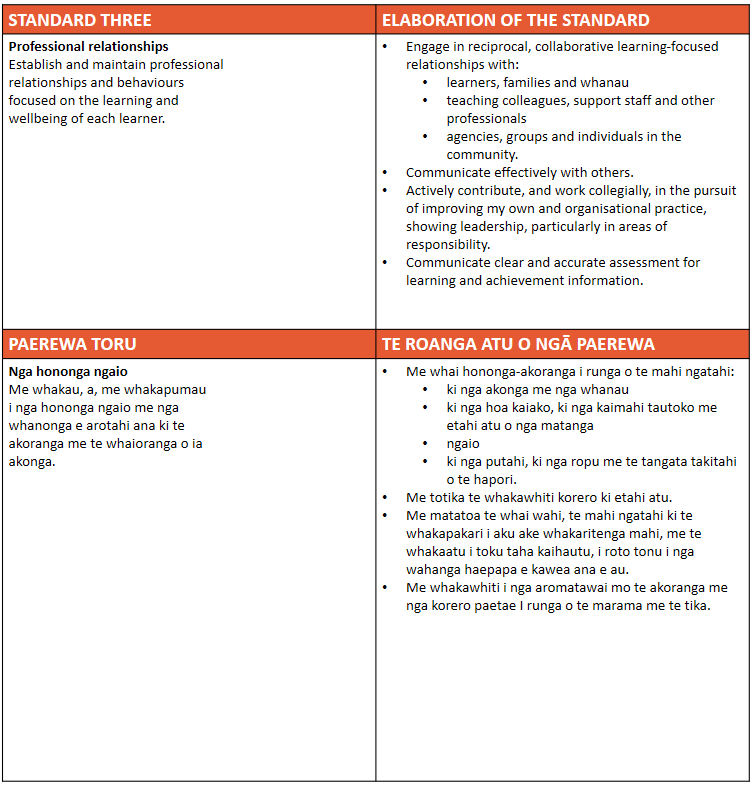 STANDARD THREE
Professional relationships
Establish and maintain professional
relationships and behaviours
focused on the learning and
wellbeing of each learner.
ELABORATION OF THE STANDARD
• Engage in reciprocal, collaborative learning-focused
relationships with:
• learners, families and whanau
• teaching colleagues, support staff and other
professionals
• agencies, groups and individuals in the
community.
• Communicate effectively with others.
• Actively contribute, and work collegially, in the pursuit
of improving my own and organisational practice,
showing leadership, particularly in areas of
responsibility.
• Communicate clear and accurate assessment for
learning and achievement information.
PAEREWA TORU
Nga hononga ngaio
Me whakau, a, me whakapumau
i nga hononga ngaio me nga
whanonga e arotahi ana ki te
akoranga me te whaioranga o ia
akonga.
TE ROANGA ATU O NGĀ PAEREWA
• Me whai hononga-akoranga i runga o te mahi ngatahi:
• ki nga akonga me nga whanau
• ki nga hoa kaiako, ki nga kaimahi tautoko me
etahi atu o nga matanga
• ngaio
• ki nga putahi, ki nga ropu me te tangata takitahi
o te hapori.
• Me totika te whakawhiti korero ki etahi atu.
• Me matatoa te whai wahi, te mahi ngatahi ki te
whakapakari i aku ake whakaritenga mahi, me te
whakaatu i toku taha kaihautu, i roto tonu i nga
wahanga haepapa e kawea ana e au.
• Me whakawhiti i nga aromatawai mo te akoranga me
nga korero paetae I runga o te marama me te tika.